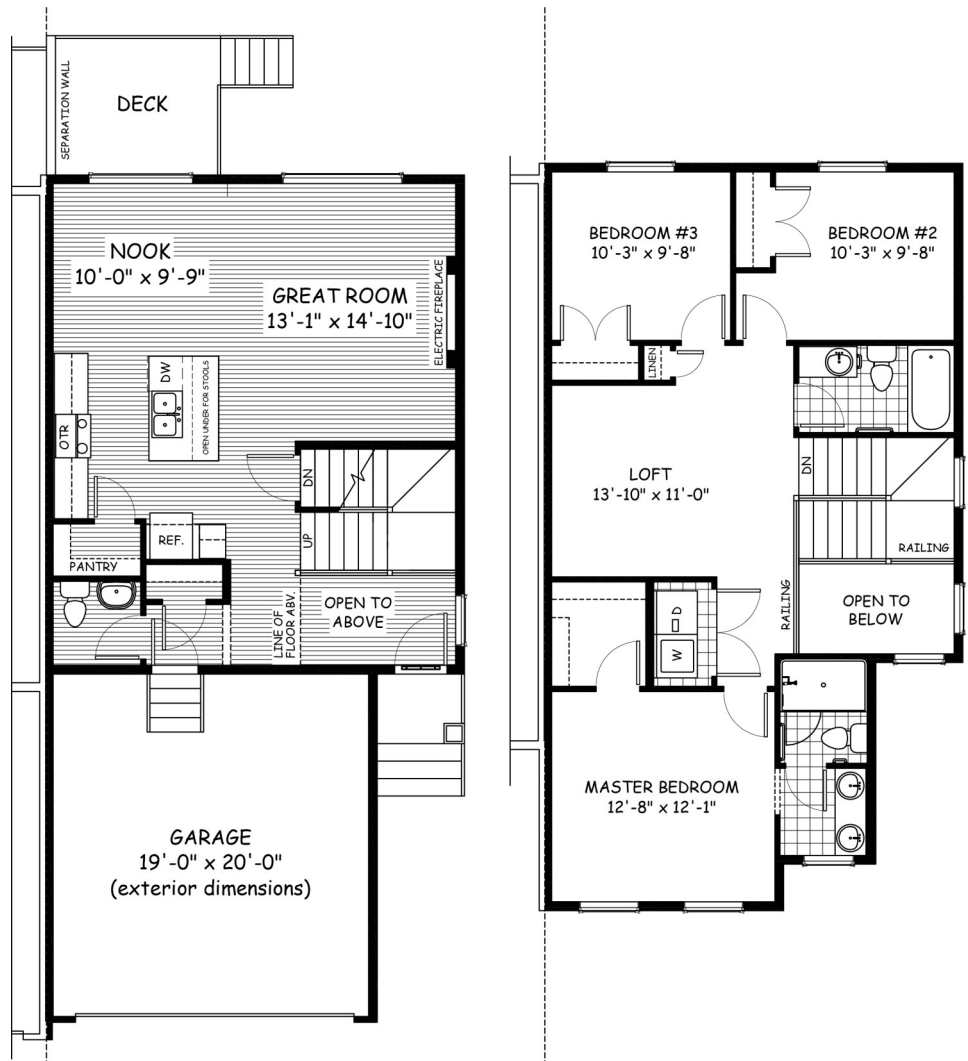 SEPARATION WALL
DECK
NOOK
10'-0" x 9'-9"
GREAT ROOM
13'-1" x 14'-10"
ELECTRIC FIREPLACE
DW
OPEN UNDER FOR STOOLS
OTR
DN
REF.
UP
PANTRY
LINE OF
FLOOR ABV.
OPEN TO
ABOVE
GARAGE
19'-0" x 20'-0"
(exterior dimensions)
BEDROOM #3
10'-3" x 9'-8"
BEDROOM #2
10'-3" x 9'-8"
LINEN
LOFT
13'-10" x 11'-0"
DN
RAILING
RAILING
OPEN TO
BELOW
D
W
MASTER BEDROOM
12'-8" x 12'-1"